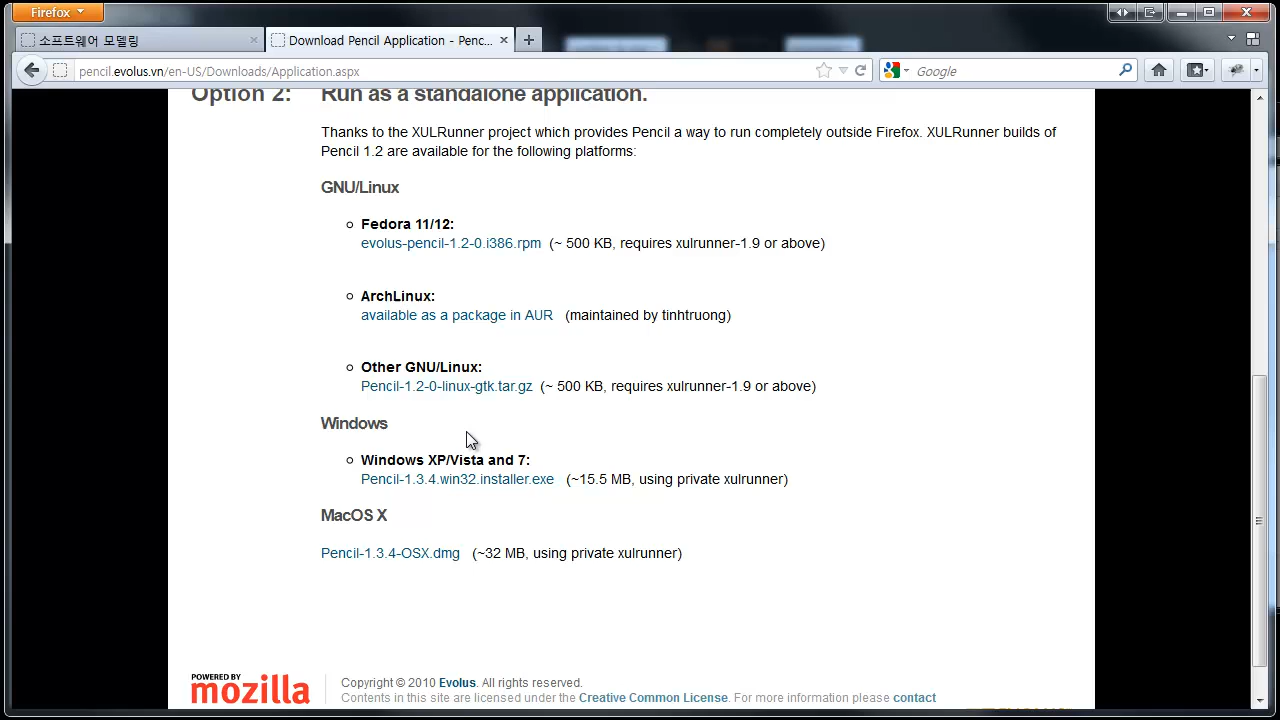 Firefox
소프트웨어 모델링
Download Pencil Application - Penc...
pencil.evolus.vn/en-US/Downloads/Application.aspx
Google
Option 2: Run as a standalone application.
Thanks to the XULRunner project which provides Pencil a way to run completely outside Firefox. XULRunner builds of
Pencil 1.2 are available for the following platforms:
GNU/Linux
Fedora 11/12:
evolus-pencil-1.2-0.i386.rpm (~ 500 KB, requires xulrunner-1.9 or above)
ArchLinux:
available as a package in AUR (maintained by tinhtruong)
Other GNU/Linux:
Pencil-1.2-0-linux-gtk.tar.gz (~ 500 KB, requires xulrunner-1.9 or above)
Windows
Windows XP/Vista and 7:
Pencil-1.3.4.win32.installer.exe (~15.5 MB, using private xulrunner)
MacOS X
Pencil-1.3.4-OSX.dmg (~32 MB, using private xulrunner)
POWERED BY
mozilla
Copyright © 2010 Evolus. All rights reserved.
Contents in this site are licensed under the Creative Common License. For more information please contact